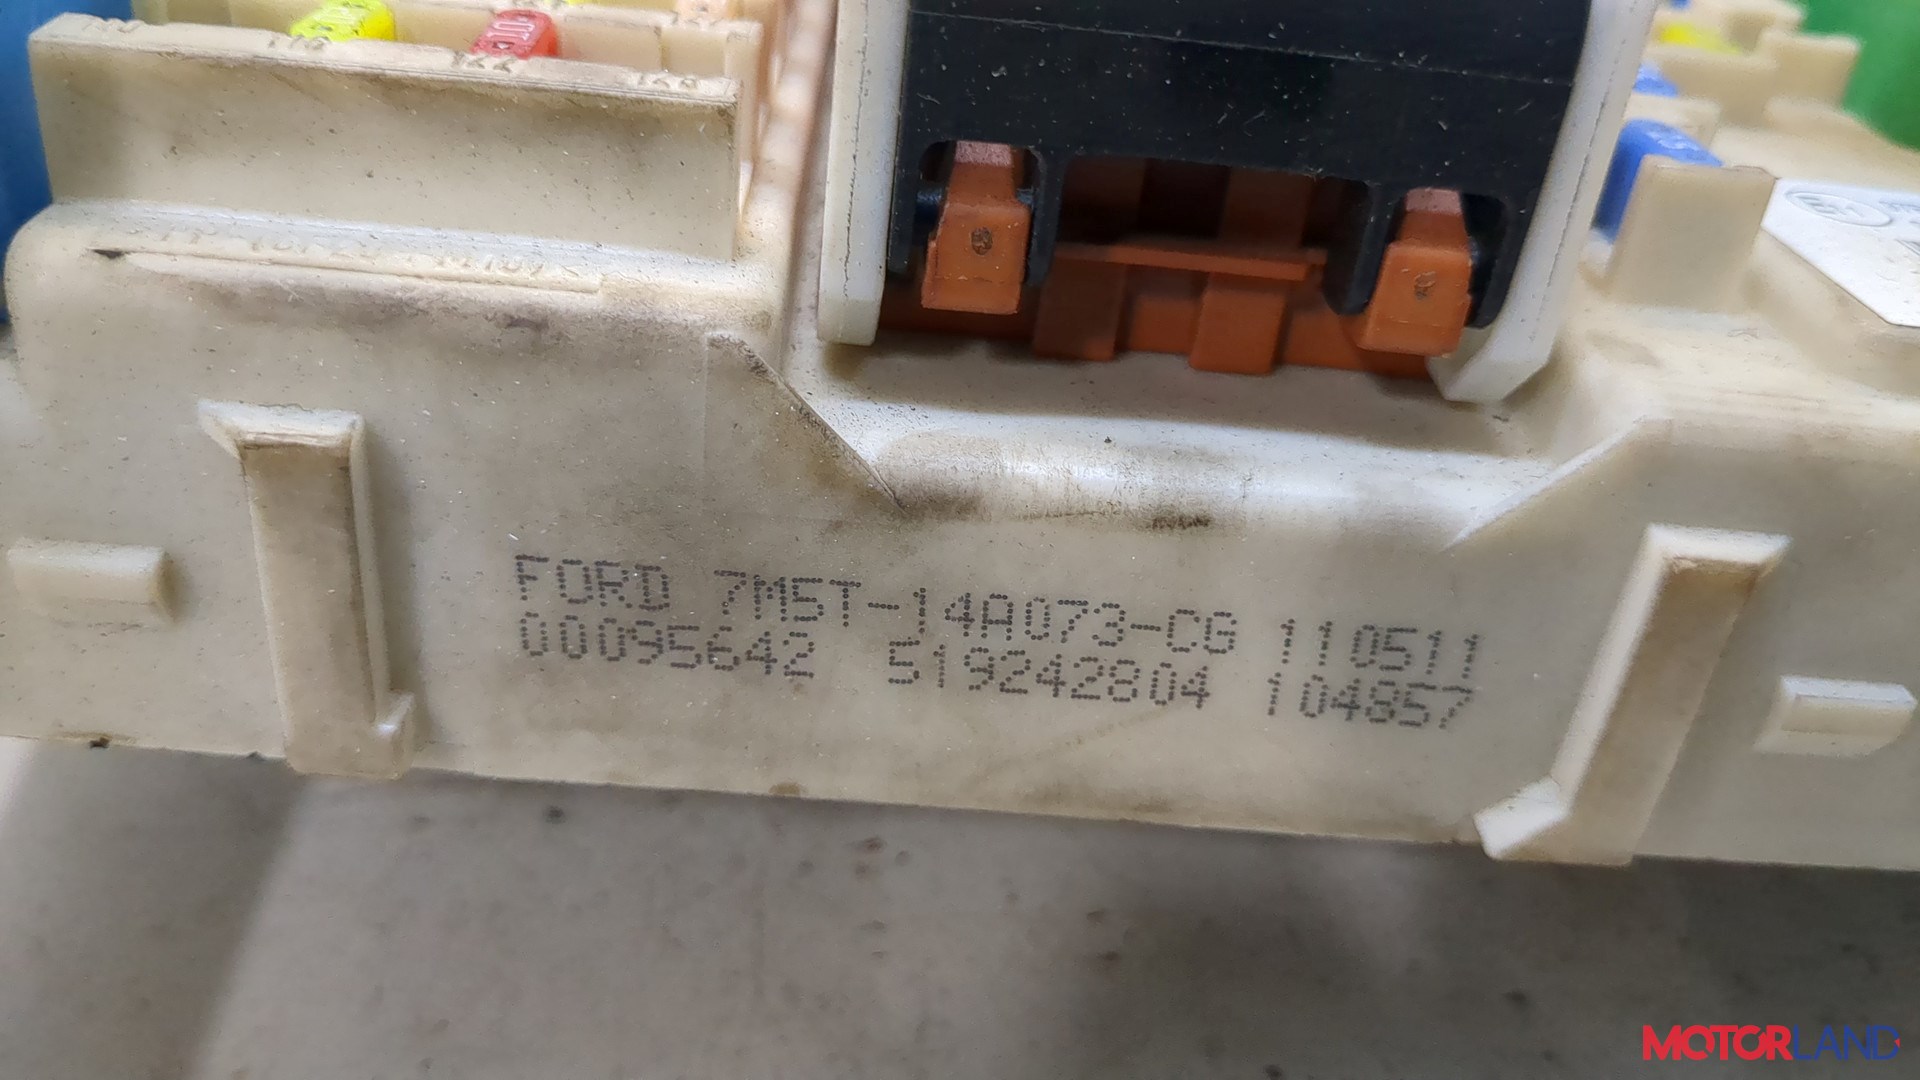 FORD 7M5T-14A073-CG 110511
00095642 519242804 104857
MOTORLAND